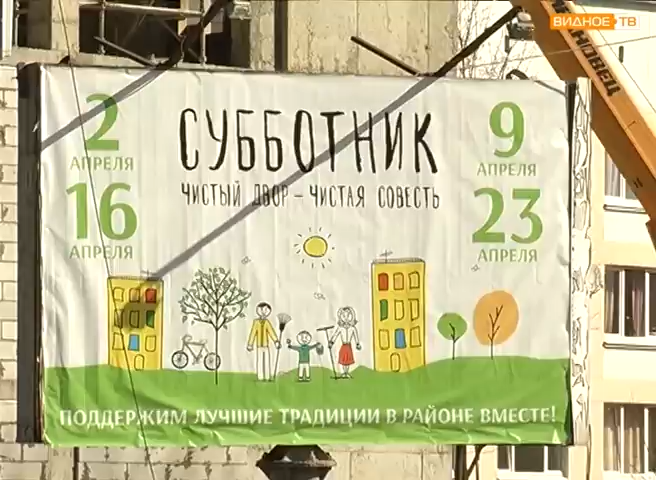 ВИДНОЕ ТВ
ИВАНОВЕЦ
2
АПРЕЛЯ
16
АПРЕЛЯ
СУББОТНИК
ЧИСТЫЙ ДВОР – ЧИСТАЯ СОВЕСТЬ
9
АПРЕЛЯ
23
АПРЕЛЯ
ПОДДЕРЖИМ ЛУЧШИЕ ТРАДИЦИИ В РАЙОНЕ ВМЕСТЕ!